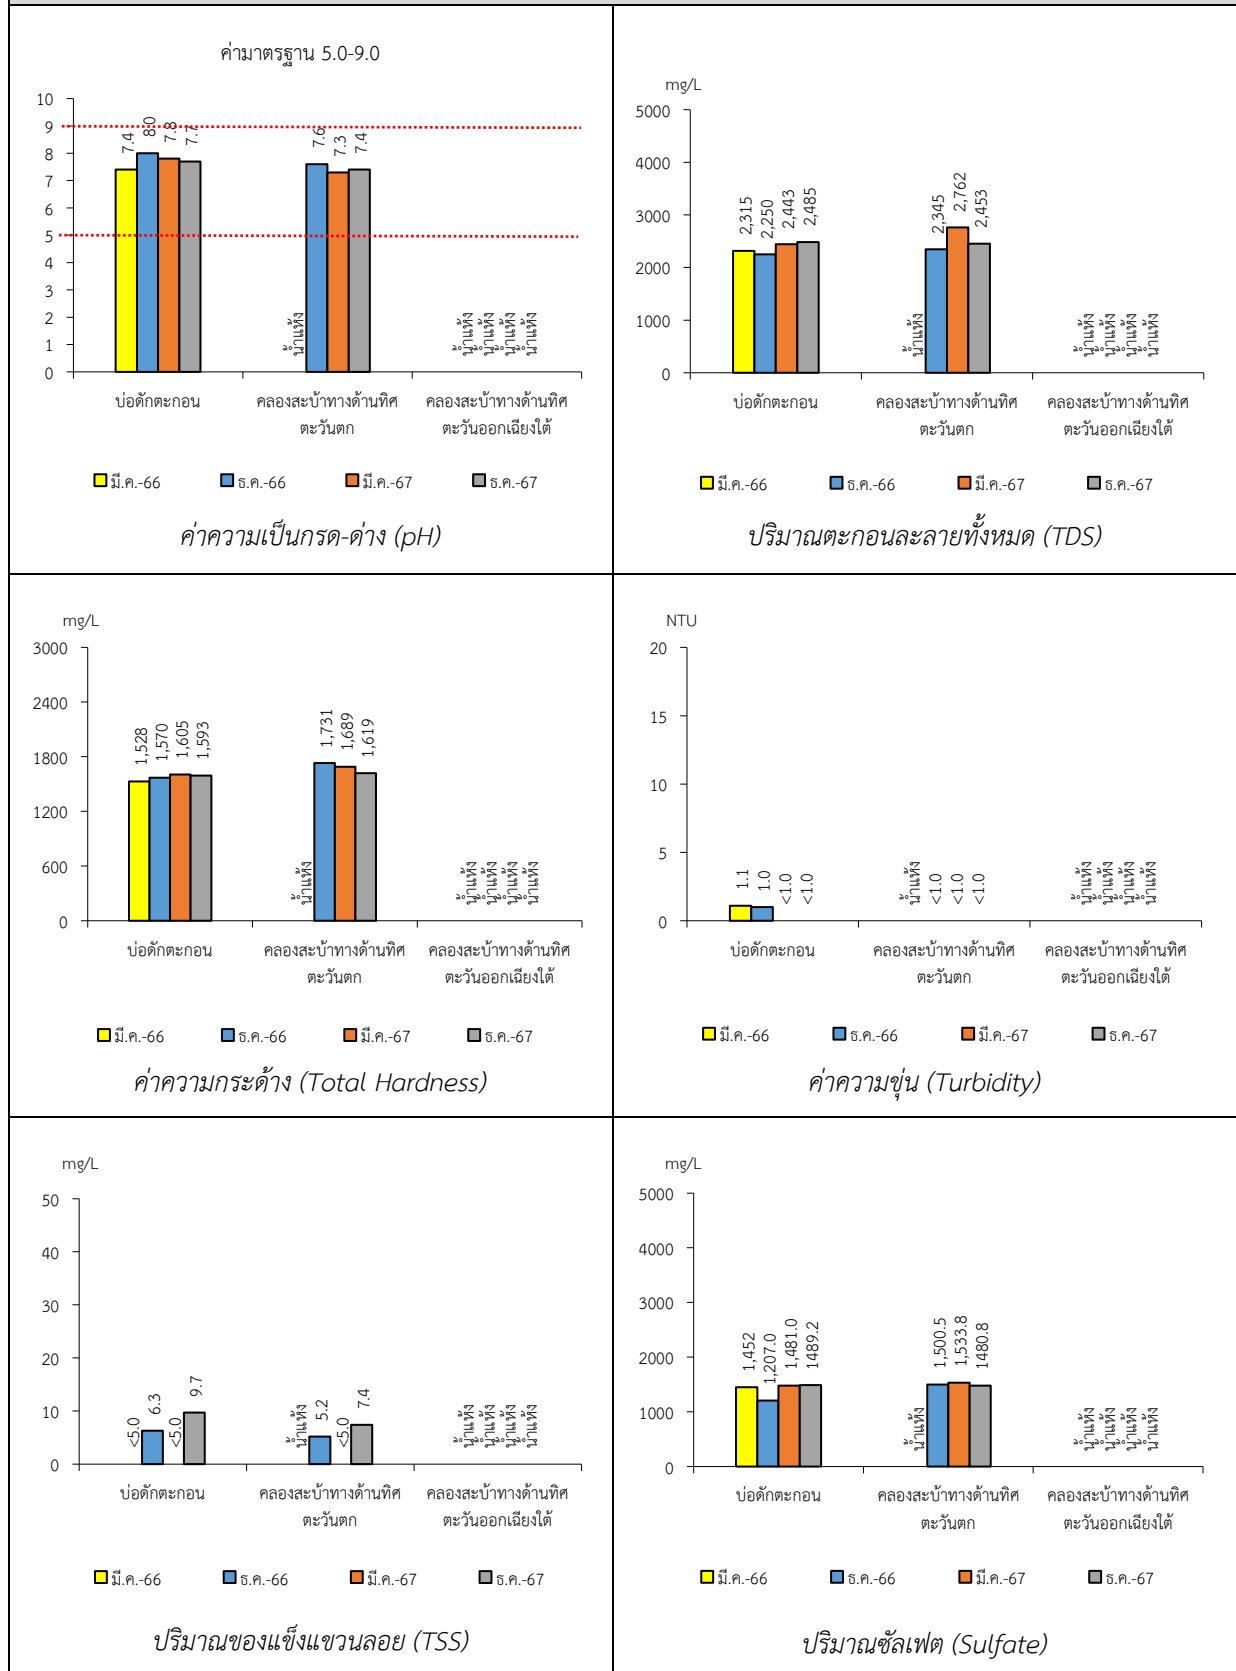 ค่ามาตรฐาน 5.0-9.0
10
9
8
7
6
5
4
3
2
1
0
7.4
8.0
7.8
7.7
น้ำแห้ง
7.6
7.3
7.4
น้ำแห้ง
น้ำแห้ง
น้ำแห้ง
น้ำแห้ง
บ่อดักตะกอน
คลองสะบ้าทางด้านทิศ
ตะวันตก
คลองสะบ้าทางด้านทิศ
ตะวันออกเฉียงใต้
มี.ค.-66 ธ.ค.-66 มี.ค.-67 ธ.ค.-67
ค่าความเป็นกรด-ด่าง (pH)
mg/L
5000
4000
3000
2000
1000
0
2,315
2,250
2,443
2,485
น้ำแห้ง
2,345
2,762
2,453
น้ำแห้ง
น้ำแห้ง
น้ำแห้ง
น้ำแห้ง
บ่อดักตะกอน
คลองสะบ้าทางด้านทิศ
ตะวันตก
คลองสะบ้าทางด้านทิศ
ตะวันออกเฉียงใต้
มี.ค.-66 ธ.ค.-66 มี.ค.-67 ธ.ค.-67
ปริมาณตะกอนละลายทั้งหมด (TDS)
mg/L
3000
2400
1800
1200
600
0
1,528
1,570
1,605
1,593
น้ำแห้ง
1,731
1,689
1,619
น้ำแห้ง
น้ำแห้ง
น้ำแห้ง
น้ำแห้ง
บ่อดักตะกอน
คลองสะบ้าทางด้านทิศ
ตะวันตก
คลองสะบ้าทางด้านทิศ
ตะวันออกเฉียงใต้
มี.ค.-66 ธ.ค.-66 มี.ค.-67 ธ.ค.-67
ค่าความกระด้าง (Total Hardness)
NTU
20
15
10
5
0
1.1
1.0
<1.0
<1.0
น้ำแห้ง
<1.0
<1.0
<1.0
น้ำแห้ง
น้ำแห้ง
น้ำแห้ง
น้ำแห้ง
บ่อดักตะกอน
คลองสะบ้าทางด้านทิศ
ตะวันตก
คลองสะบ้าทางด้านทิศ
ตะวันออกเฉียงใต้
มี.ค.-66 ธ.ค.-66 มี.ค.-67 ธ.ค.-67
ค่าความขุ่น (Turbidity)
mg/L
50
40
30
20
10
0
<5.0
6.3
<5.0
9.7
น้ำแห้ง
5.2
<5.0
7.4
น้ำแห้ง
น้ำแห้ง
น้ำแห้ง
น้ำแห้ง
บ่อดักตะกอน
คลองสะบ้าทางด้านทิศ
ตะวันตก
คลองสะบ้าทางด้านทิศ
ตะวันออกเฉียงใต้
มี.ค.-66 ธ.ค.-66 มี.ค.-67 ธ.ค.-67
ปริมาณของแข็งแขวนลอย (TSS)
mg/L
5000
4000
3000
2000
1000
0
1,452
1,207.0
1,481.0
1489.2
น้ำแห้ง
1,500.5
1,533.8
1480.8
น้ำแห้ง
น้ำแห้ง
น้ำแห้ง
น้ำแห้ง
บ่อดักตะกอน
คลองสะบ้าทางด้านทิศ
ตะวันตก
คลองสะบ้าทางด้านทิศ
ตะวันออกเฉียงใต้
มี.ค.-66 ธ.ค.-66 มี.ค.-67 ธ.ค.-67
ปริมาณซัลเฟต (Sulfate)